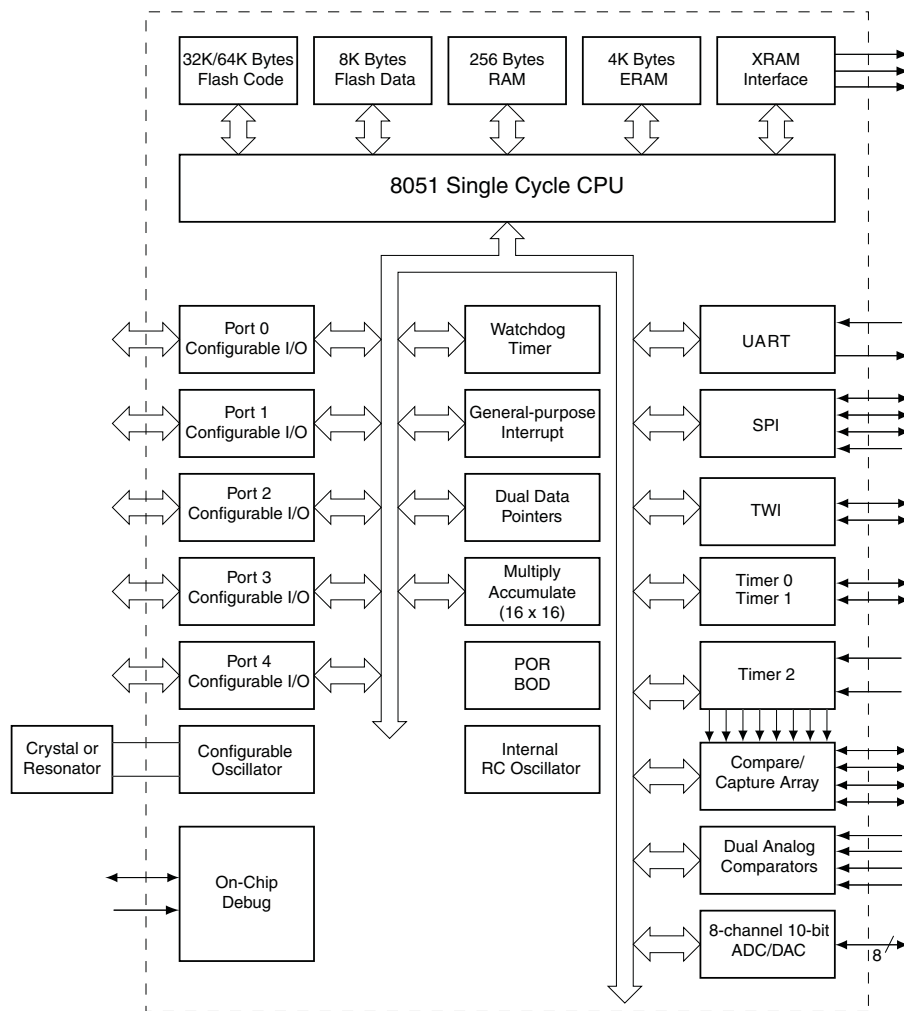 32K/64K Bytes
Flash Code
8K Bytes
Flash Data
256 Bytes
RAM
4K Bytes
ERAM
XRAM
Interface
8051 Single Cycle CPU
Port 0
Configurable I/O
Watchdog
Timer
UART
Port 1
Configurable I/O
General-purpose
Interrupt
SPI
Port 2
Configurable I/O
Dual Data
Pointers
TWI
Port 3
Configurable I/O
Multiply
Accumulate
(16 x 16)
Timer 0
Timer 1
Port 4
Configurable I/O
POR
BOD
Timer 2
Crystal or
Resonator
Configurable
Oscillator
Internal
RC Oscillator
Compare/
Capture Array
On-Chip
Debug
Dual Analog
Comparators
8-channel 10-bit
ADC/DAC
8